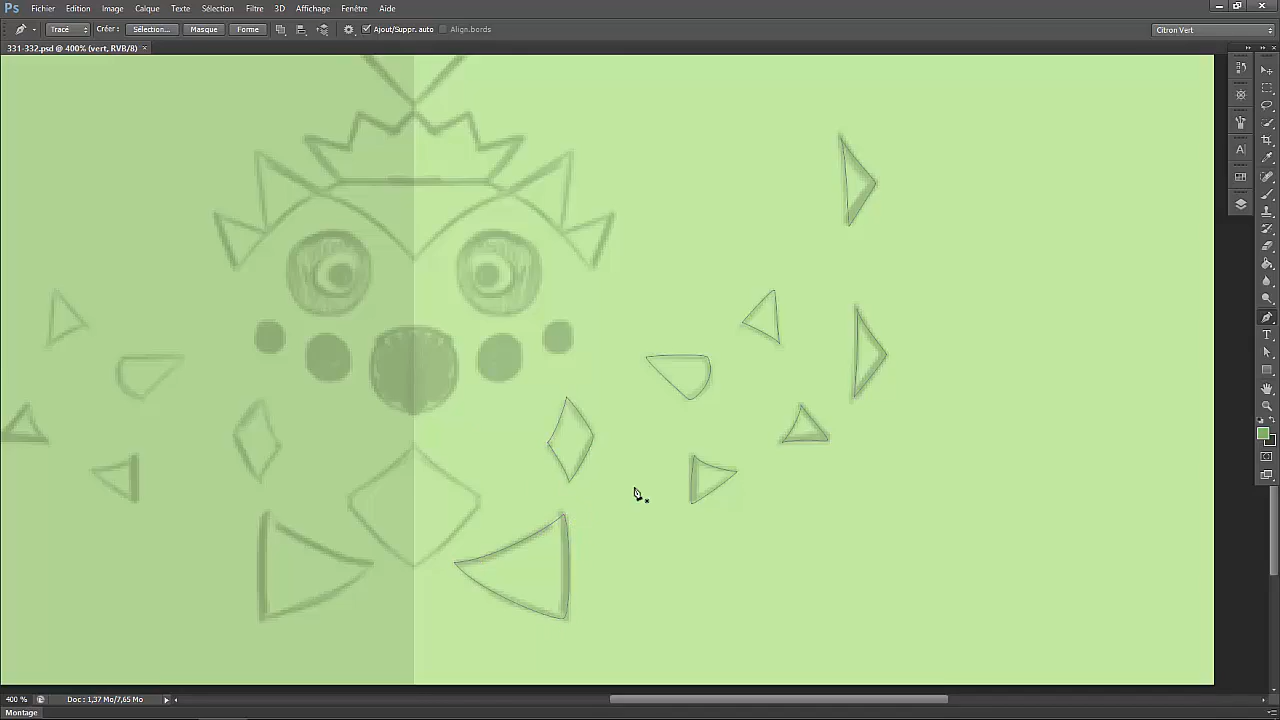 Ps Fichier Edition Image Calque Texte Sélection Filtre 3D Affichage Fenêtre Aide
Tracé Créer : Sélection... Masque Forme Ajout/Suppr. auto Align.bords Citron Vert
331-332.psd @ 400% (vert, RVB/8) ×
400 % Doc : 1,37 Mo/7,65 Mo
Montage